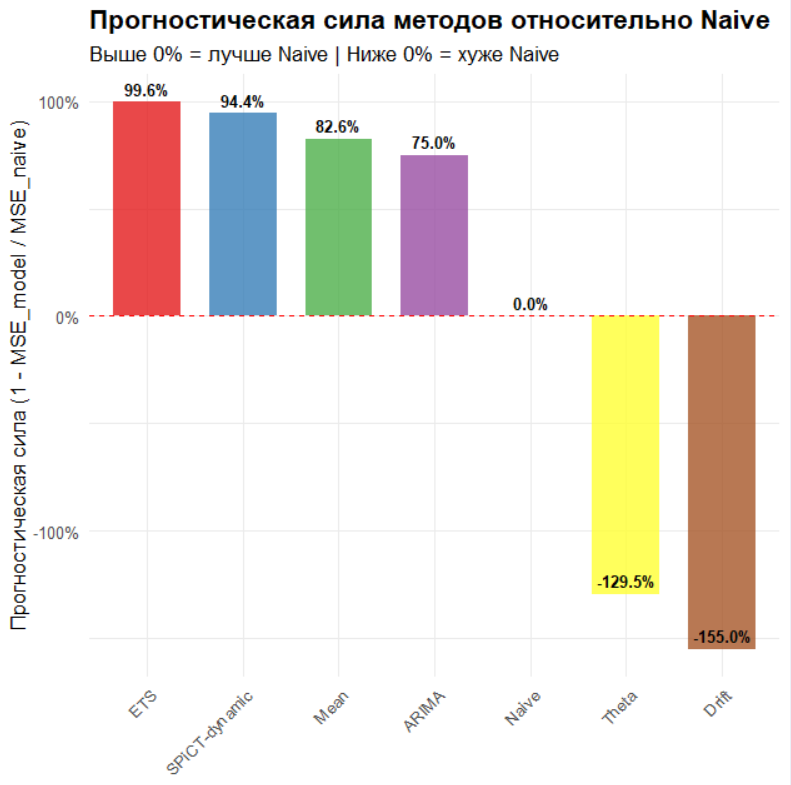 Прогностическая сила методов относительно Naive
Выше 0% = лучше Naive | Ниже 0% = хуже Naive
Прогностическая сила (1 - MSE_model / MSE_naive)
100%
0%
-100%
99.6%
94.4%
82.6%
75.0%
0.0%
-129.5%
-155.0%
ETS
SPiCT-dynamic
Mean
ARIMA
Naive
Theta
Drift